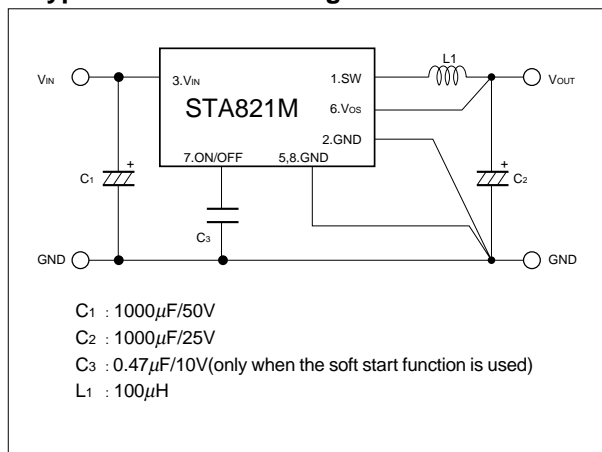 VIN
3.VIN
1.SW
L1
VOUT
STA821M
6.VOS
2.GND
7.ON/OFF
5,8.GND
+
C1
+
C2
C3
GND
GND
C1 : 1000μF/50V
C2 : 1000μF/25V
C3 : 0.47μF/10V(only when the soft start function is used)
L1 : 100μH